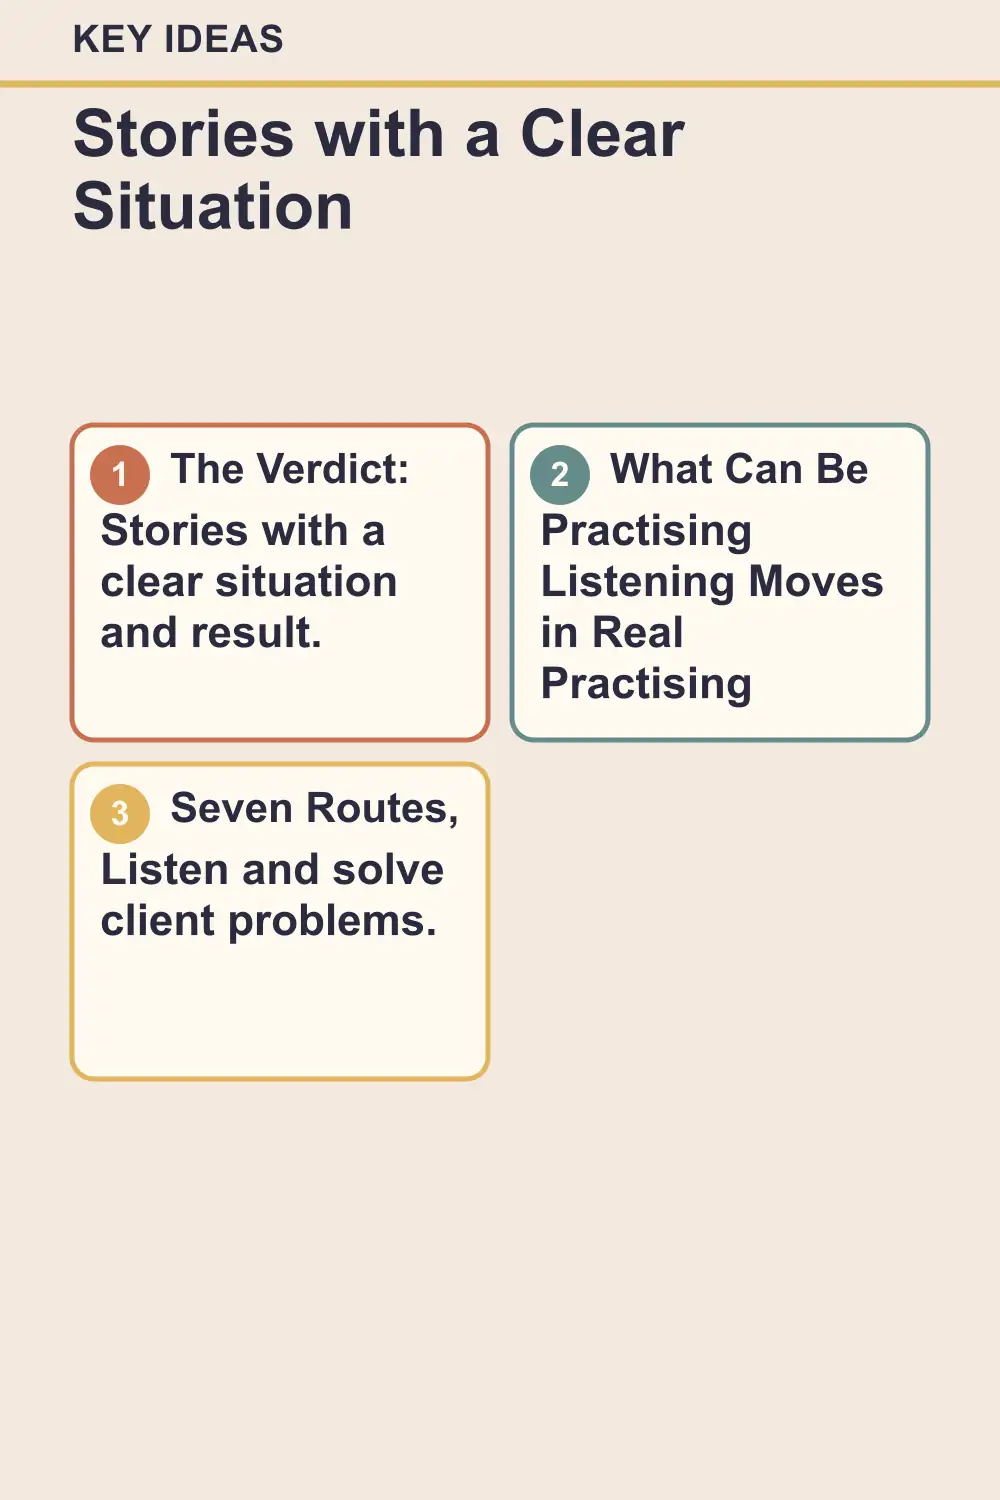 KEY IDEAS
Stories with a Clear
Situation
1 The Verdict:
Stories with a
clear situation
and result.
2 What Can Be
Practising
Listening Moves
in Real
Practising
3 Seven Routes,
Listen and solve
client problems.